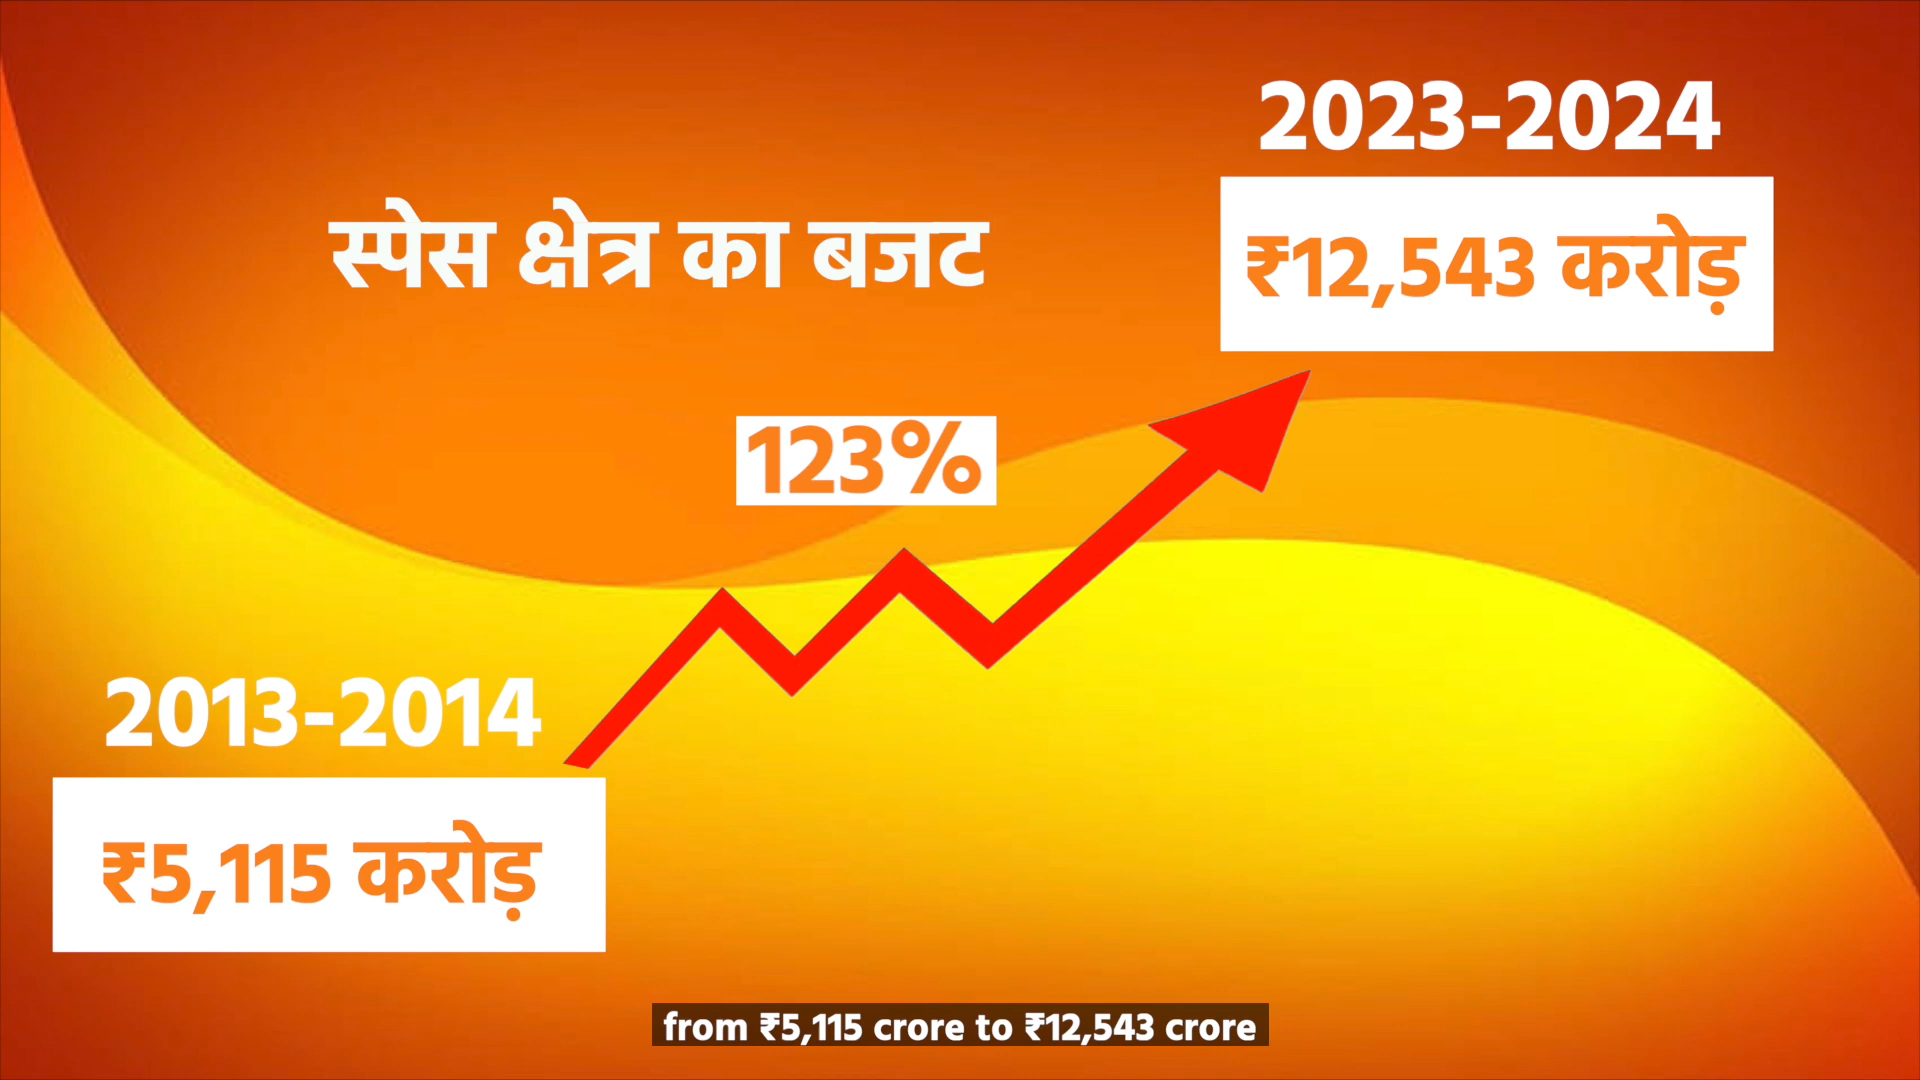 2023-2024
₹12,543 करोड़
स्पेस क्षेत्र का बजट
123%
2013-2014
₹5,115 करोड़
from ₹5,115 crore to ₹12,543 crore